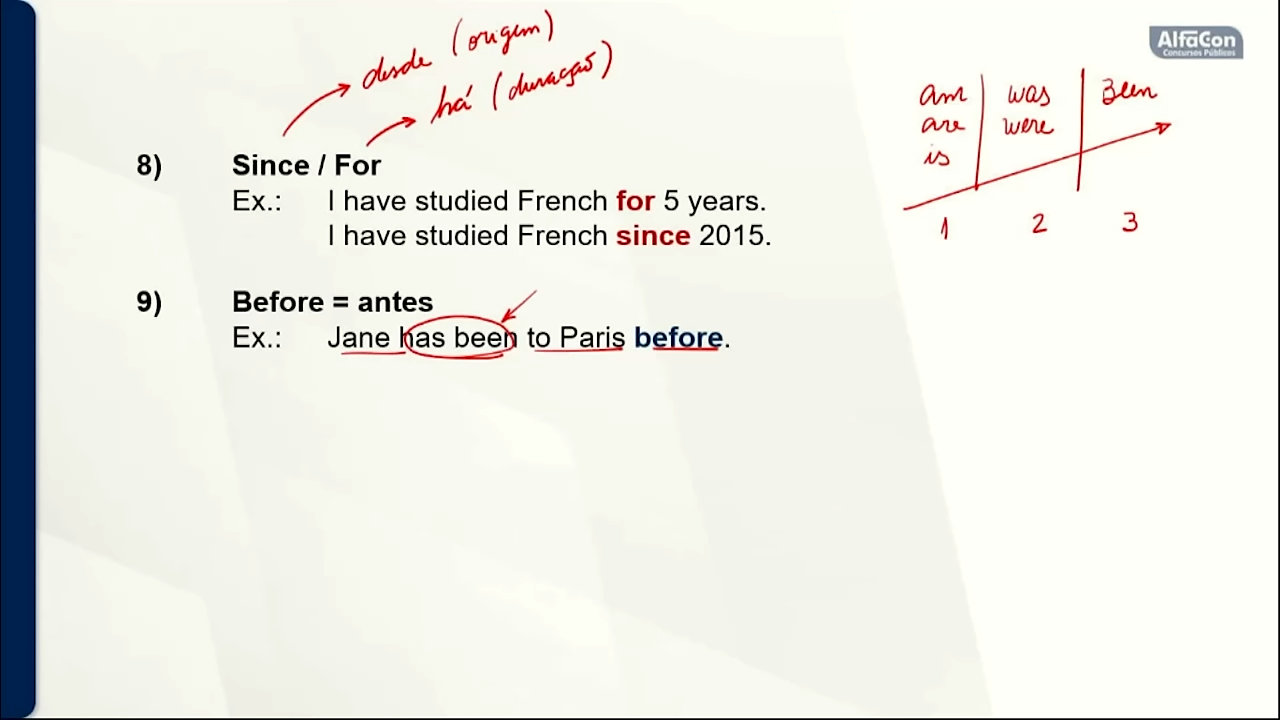 desde (origem)
há (duração)
AlfaCon
Concursos Públicos
am was Been
are were
is
1 2 3
8) Since / For
Ex.: I have studied French for 5 years.
I have studied French since 2015.
9) Before = antes
Ex.: Jane has been to Paris before.